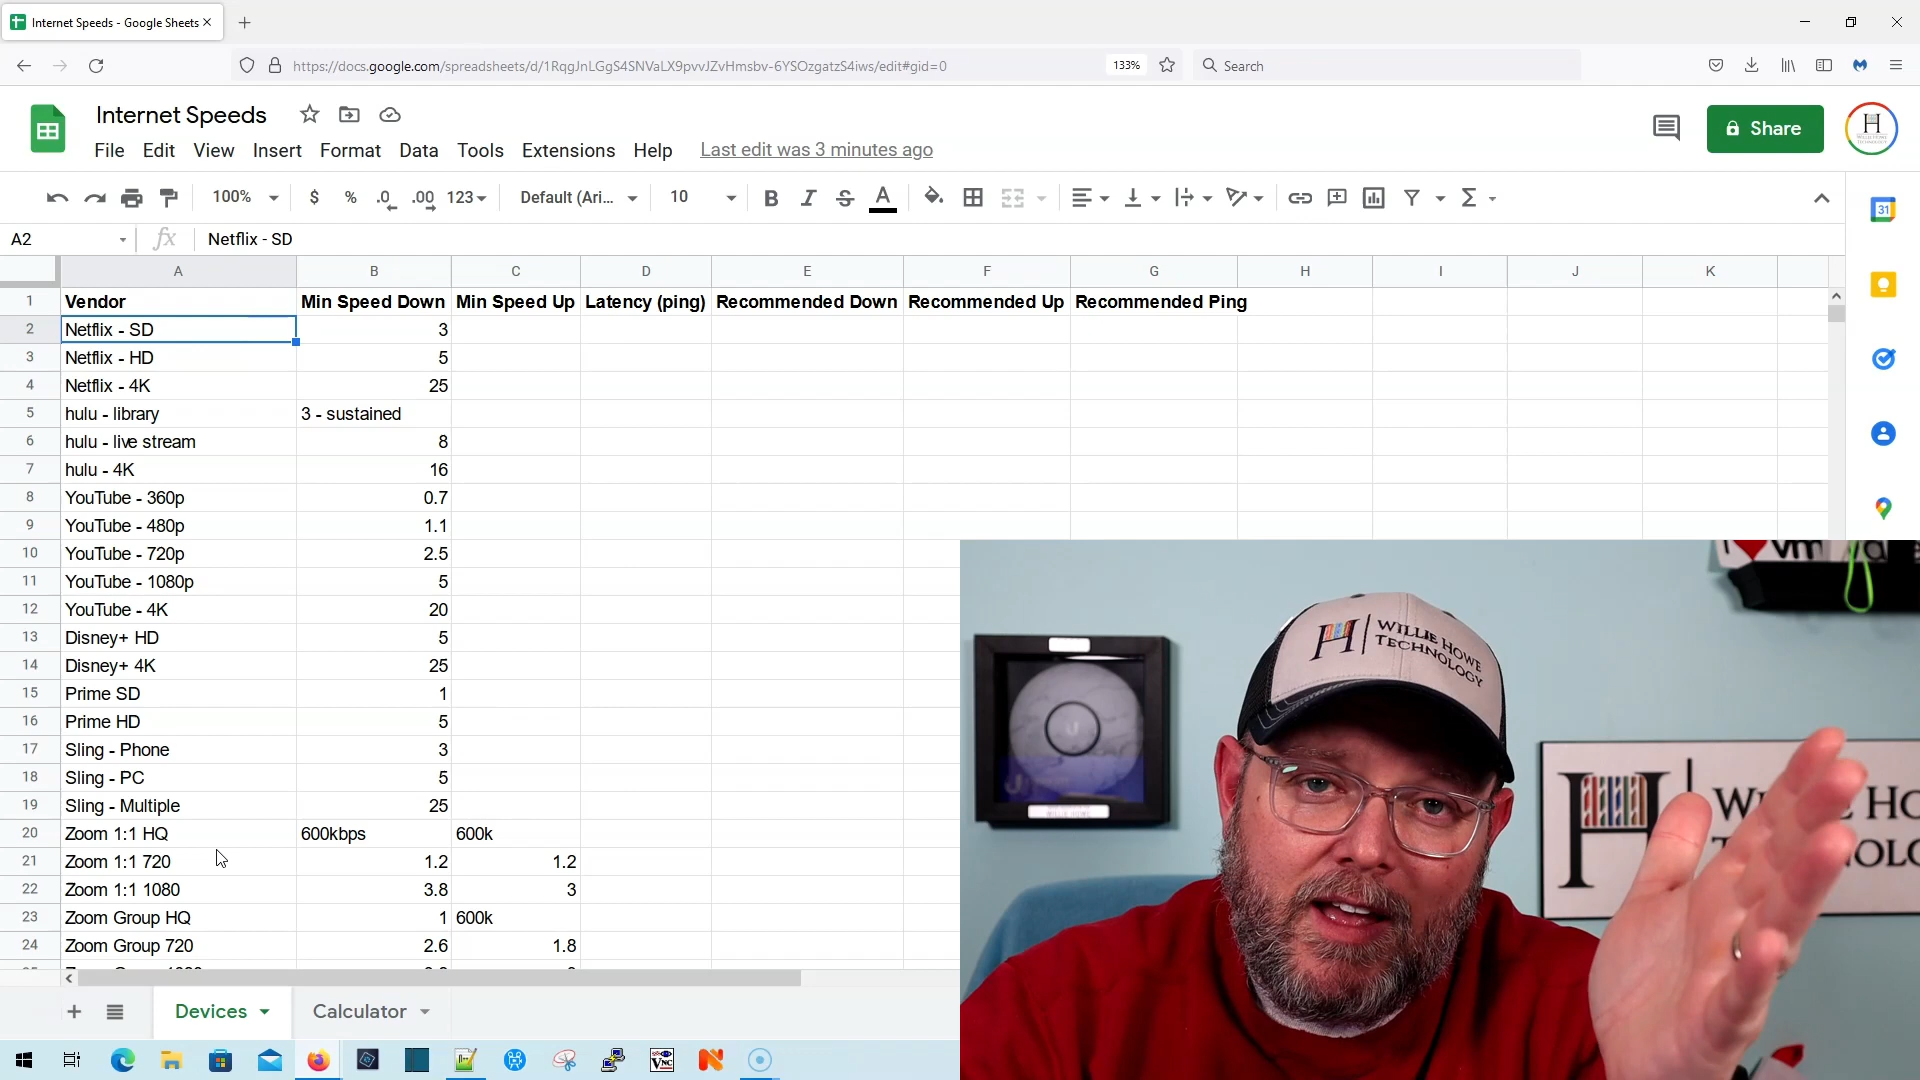 Internet Speeds - Google Sheets
https://docs.google.com/spreadsheets/d/1RqgJnLGgS4SNVaLX9pvvJZvHmsbv-6YSOzgatzS4iws/edit#gid=0
133%
Search
Internet Speeds
File Edit View Insert Format Data Tools Extensions Help Last edit was 3 minutes ago
Share
100% $ % .0 .00 123 Default (Ari... 10 B I S A
31
A2 fx Netflix - SD
A B C D E F G H I J K
1 Vendor Min Speed Down Min Speed Up Latency (ping) Recommended Down Recommended Up Recommended Ping
2 Netflix - SD 3
3 Netflix - HD 5
4 Netflix - 4K 25
5 hulu - library 3 - sustained
6 hulu - live stream 8
7 hulu - 4K 16
8 YouTube - 360p 0.7
9 YouTube - 480p 1.1
10 YouTube - 720p 2.5
11 YouTube - 1080p 5
12 YouTube - 4K 20
13 Disney+ HD 5
14 Disney+ 4K 25
15 Prime SD 1
16 Prime HD 5
17 Sling - Phone 3
18 Sling - PC 5
19 Sling - Multiple 25
20 Zoom 1:1 HQ 600kbps 600k
21 Zoom 1:1 720 1.2 1.2
22 Zoom 1:1 1080 3.8 3
23 Zoom Group HQ 1 600k
24 Zoom Group 720 2.6 1.8
Devices Calculator
H WILLIE HOWE
TECHNOLOGY